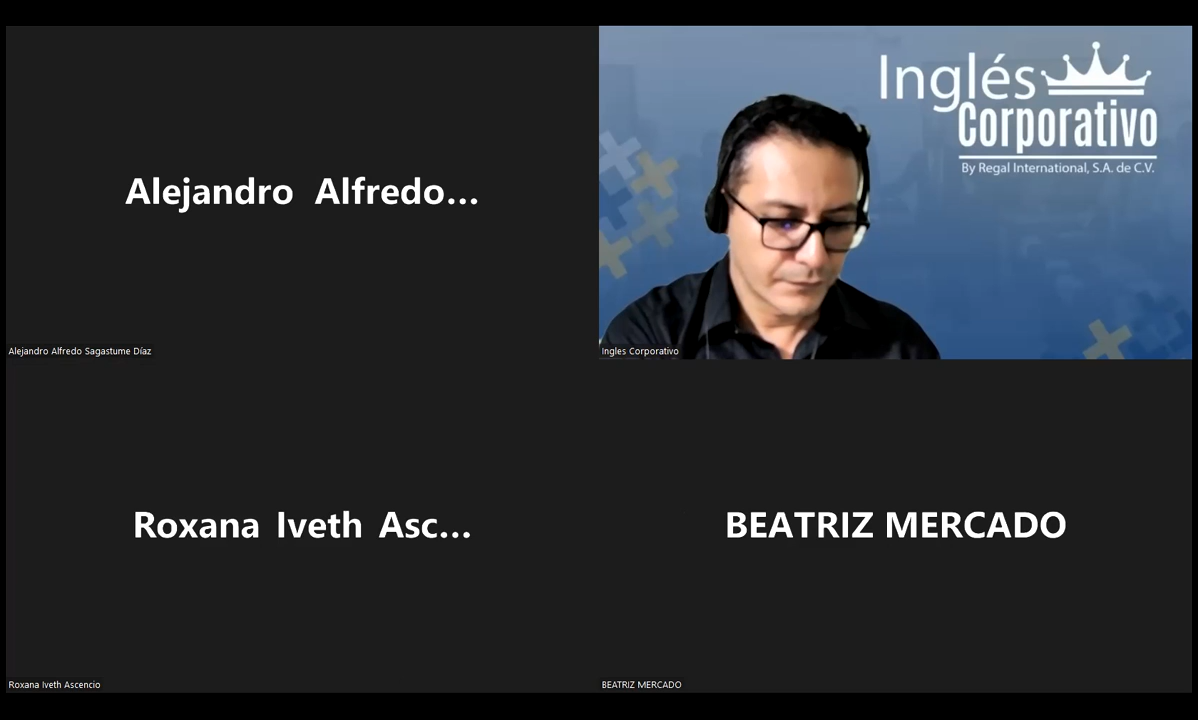 Alejandro Alfredo...
Alejandro Alfredo Sagastume Díaz
Inglés
Corporativo
By Regal International, S.A. de C.V.
Ingles Corporativo
Roxana Iveth Asc...
Roxana Iveth Ascencio
BEATRIZ MERCADO
BEATRIZ MERCADO